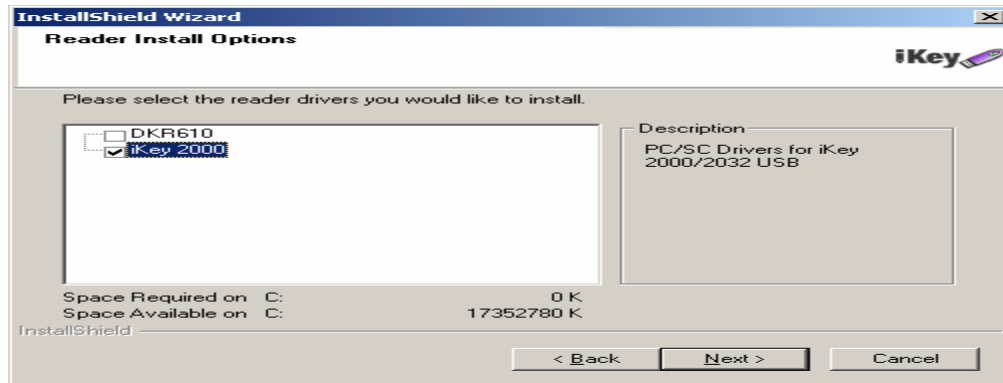 InstallShield Wizard
Reader Install Options
iKey
Please select the reader drivers you would like to install.
DKR610
iKey 2000
Description
PC/SC Drivers for iKey
2000/2032 USB
Space Required on C: 0 K
Space Available on C: 17352780 K
InstallShield
< Back Next > Cancel